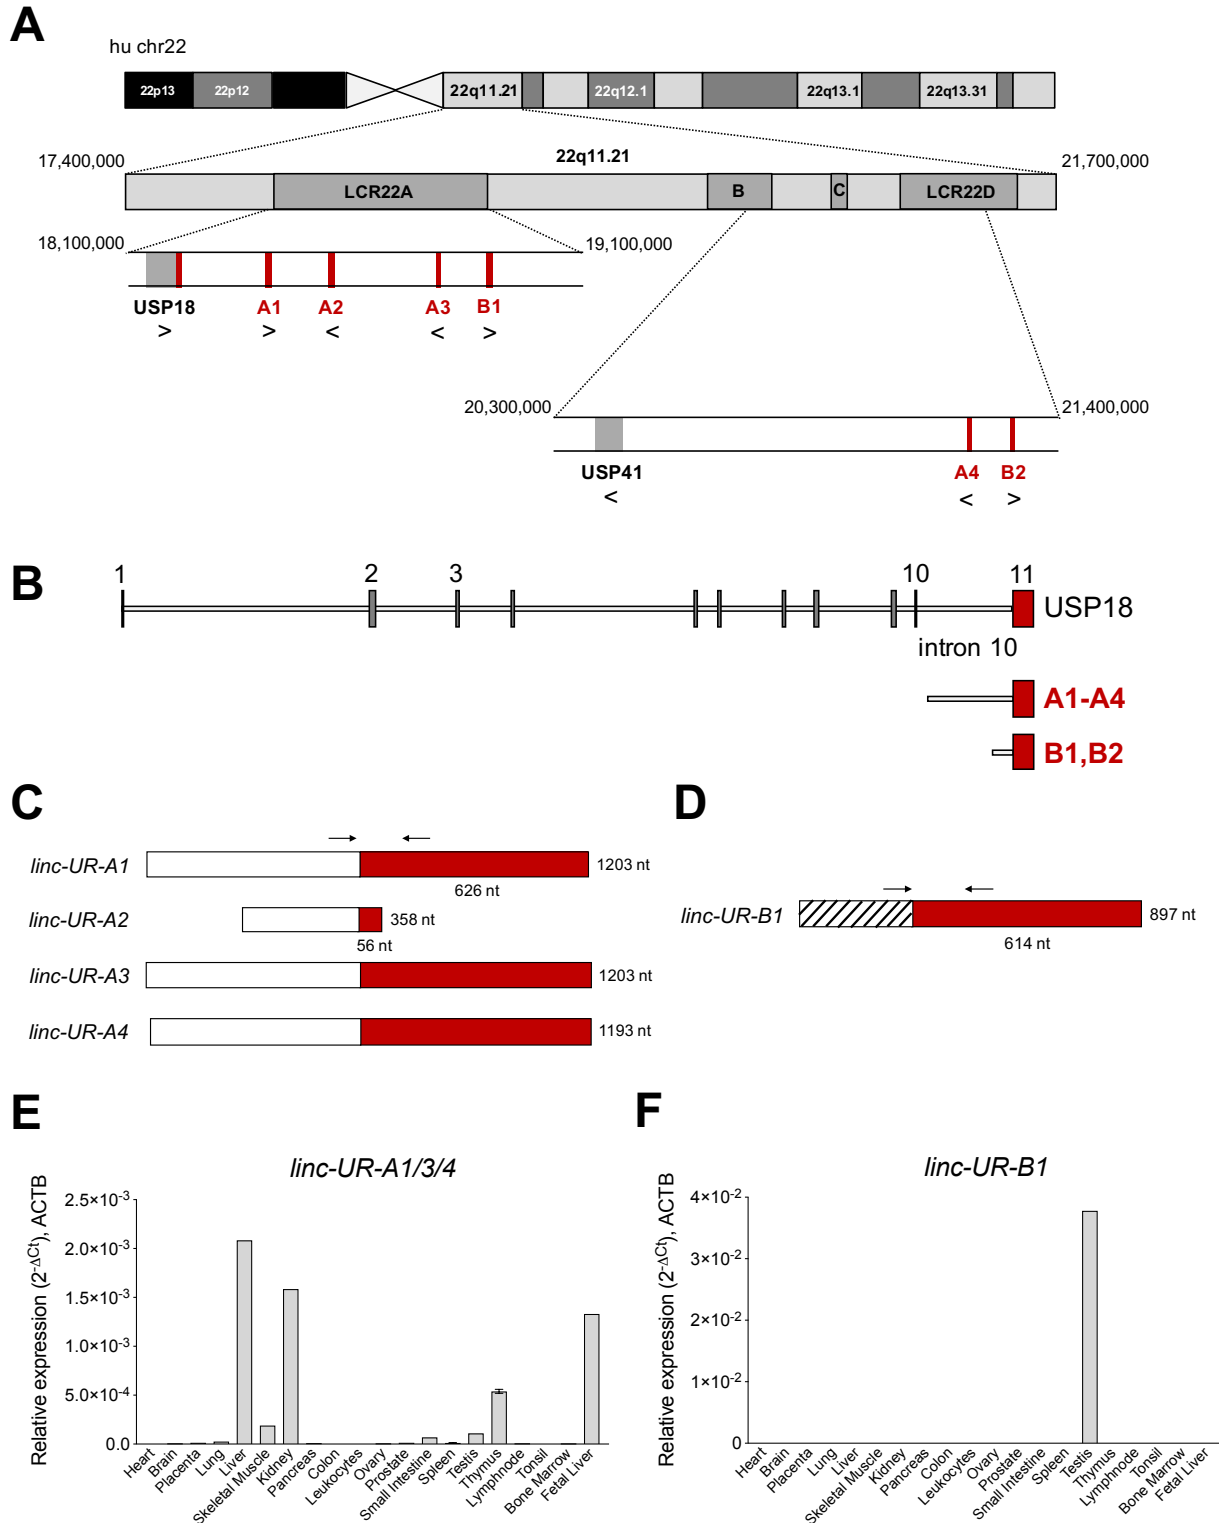 A
hu chr22
22p13 22p12 22q11.21 22q12.1 22q13.1 22q13.31
17,400,000 22q11.21 21,700,000
LCR22A B C LCR22D
18,100,000 19,100,000
USP18 A1 A2 A3 B1
> > < < >
20,300,000 21,400,000
USP41 A4 B2
< < >
B
1 2 3 10 11
USP18
intron 10
A1-A4
B1,B2
C
linc-UR-A1 1203 nt
626 nt
linc-UR-A2 358 nt
56 nt
linc-UR-A3 1203 nt
linc-UR-A4 1193 nt
D
linc-UR-B1 897 nt
614 nt
E
linc-UR-A1/3/4
Relative expression (2^-ΔCt), ACTB
2.5×10^-3
2.0×10^-3
1.5×10^-3
1.0×10^-3
5.0×10^-4
0.0
Heart
Brain
Placenta
Lung
Liver
Skeletal Muscle
Kidney
Pancreas
Colon
Leukocytes
Ovary
Prostate
Small Intestine
Spleen
Testis
Thymus
Lymphnode
Tonsil
Bone Marrow
Fetal Liver
F
linc-UR-B1
Relative expression (2^-ΔCt), ACTB
4×10^-2
3×10^-2
2×10^-2
1×10^-2
0
Heart
Brain
Placenta
Lung
Liver
Skeletal Muscle
Kidney
Pancreas
Colon
Leukocytes
Ovary
Prostate
Small Intestine
Spleen
Testis
Thymus
Lymphnode
Tonsil
Bone Marrow
Fetal Liver